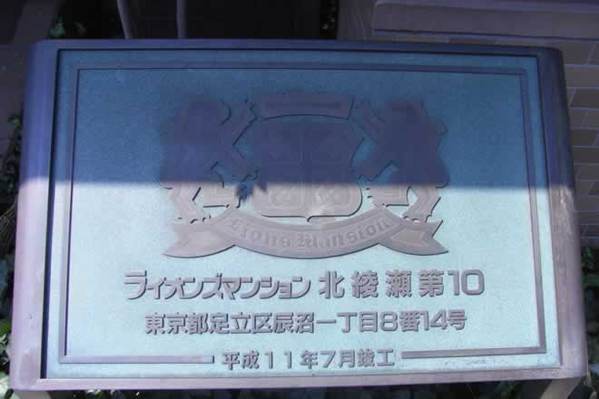 Lions Mansion
ライオンズマンション 北綾瀬第10
東京都足立区辰沼一丁目8番14号
平成11年7月竣工